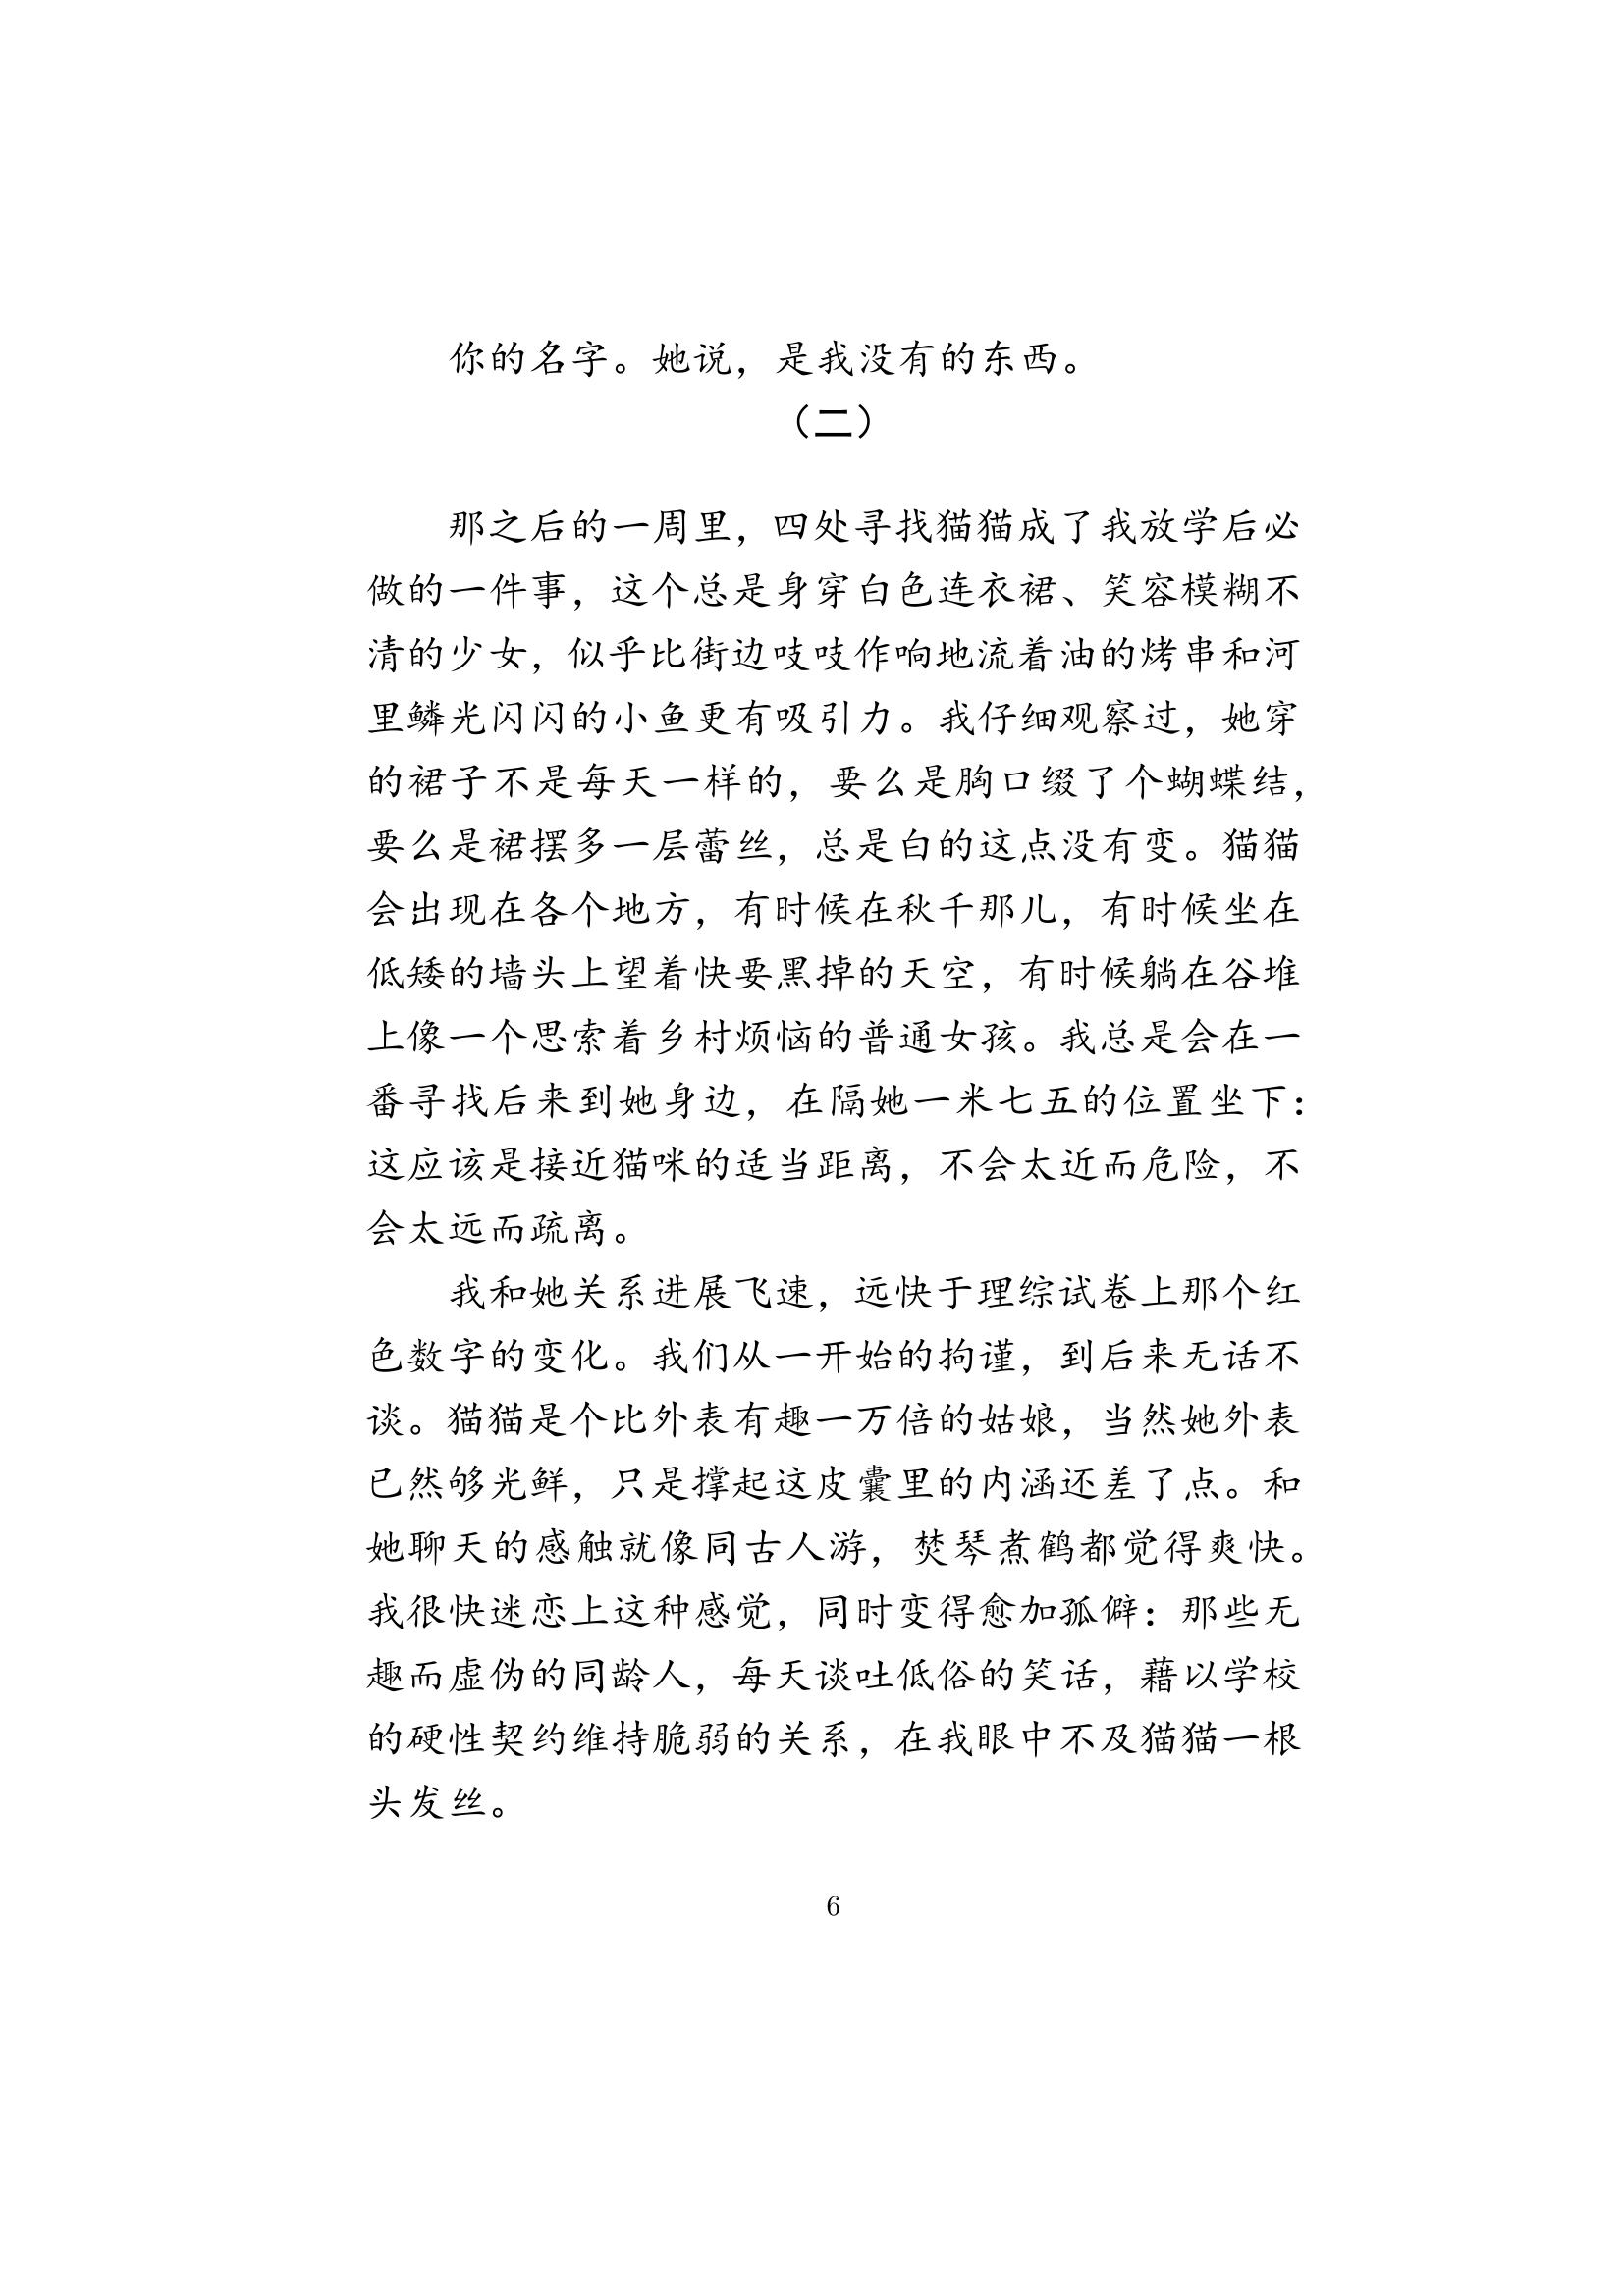 你的名字。她说，是我没有的东西。
（二）
那之后的一周里，四处寻找猫猫成了我放学后必
做的一件事，这个总是身穿白色连衣裙、笑容模糊不
清的少女，似乎比街边吱吱作响地流着油的烤串和河
里鳞光闪闪的小鱼更有吸引力。我仔细观察过，她穿
的裙子不是每天一样的，要么是胸口缀了个蝴蝶结，
要么是裙摆多一层蕾丝，总是白的这点没有变。猫猫
会出现在各个地方，有时候在秋千那儿，有时候坐在
低矮的墙头上望着快要黑掉的天空，有时候躺在谷堆
上像一个思索着乡村烦恼的普通女孩。我总是会在一
番寻找后来到她身边，在隔她一米七五的位置坐下：
这应该是接近猫咪的适当距离，不会太近而危险，不
会太远而疏离。
我和她关系进展飞速，远快于理综试卷上那个红
色数字的变化。我们从一开始的拘谨，到后来无话不
谈。猫猫是个比外表有趣一万倍的姑娘，当然她外表
已然够光鲜，只是撑起这皮囊里的内涵还差了点。和
她聊天的感触就像同古人游，焚琴煮鹤都觉得爽快。
我很快迷恋上这种感觉，同时变得愈加孤僻：那些无
趣而虚伪的同龄人，每天谈吐低俗的笑话，藉以学校
的硬性契约维持脆弱的关系，在我眼中不及猫猫一根
头发丝。
6